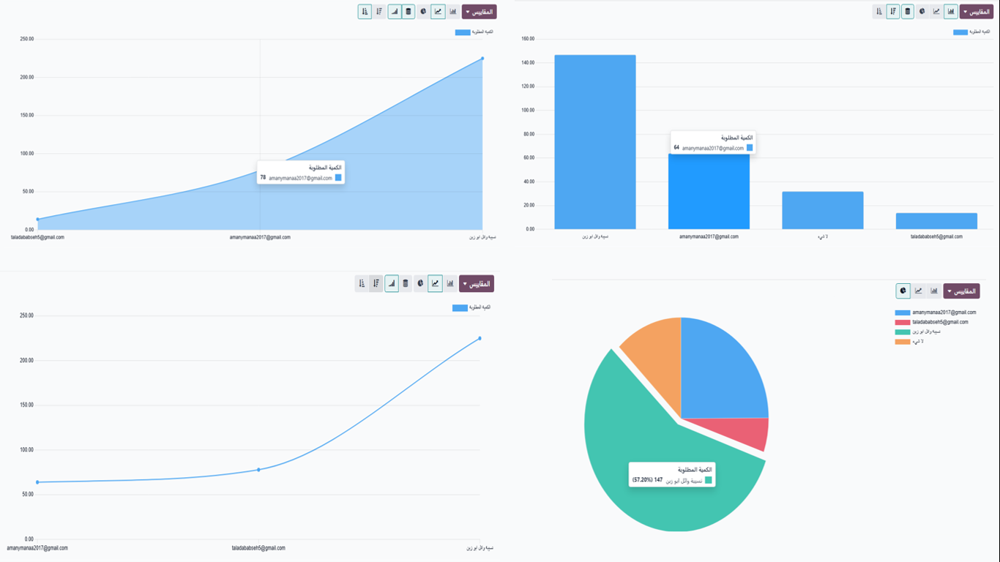 المقاييس
الكمية المطلوبة
250.00
200.00
150.00
100.00
50.00
0.00
الكمية المطلوبة
78 amanymanaa2017@gmail.com
taladababseh5@gmail.com
amanymanaa2017@gmail.com
نسيبة وائل ابو زين
المقاييس
الكمية المطلوبة
160.00
140.00
120.00
100.00
80.00
60.00
40.00
20.00
0.00
الكمية المطلوبة
64 amanymanaa2017@gmail.com
نسيبة وائل ابو زين
amanymanaa2017@gmail.com
لا شيء
taladababseh5@gmail.com
المقاييس
الكمية المطلوبة
250.00
200.00
150.00
100.00
50.00
0.00
amanymanaa2017@gmail.com
taladababseh5@gmail.com
نسيبة وائل ابو زين
المقاييس
amanymanaa2017@gmail.com
taladababseh5@gmail.com
نسيبة وائل ابو زين
لا شيء
الكمية المطلوبة
نسيبة وائل ابو زين 147 (57.20%)